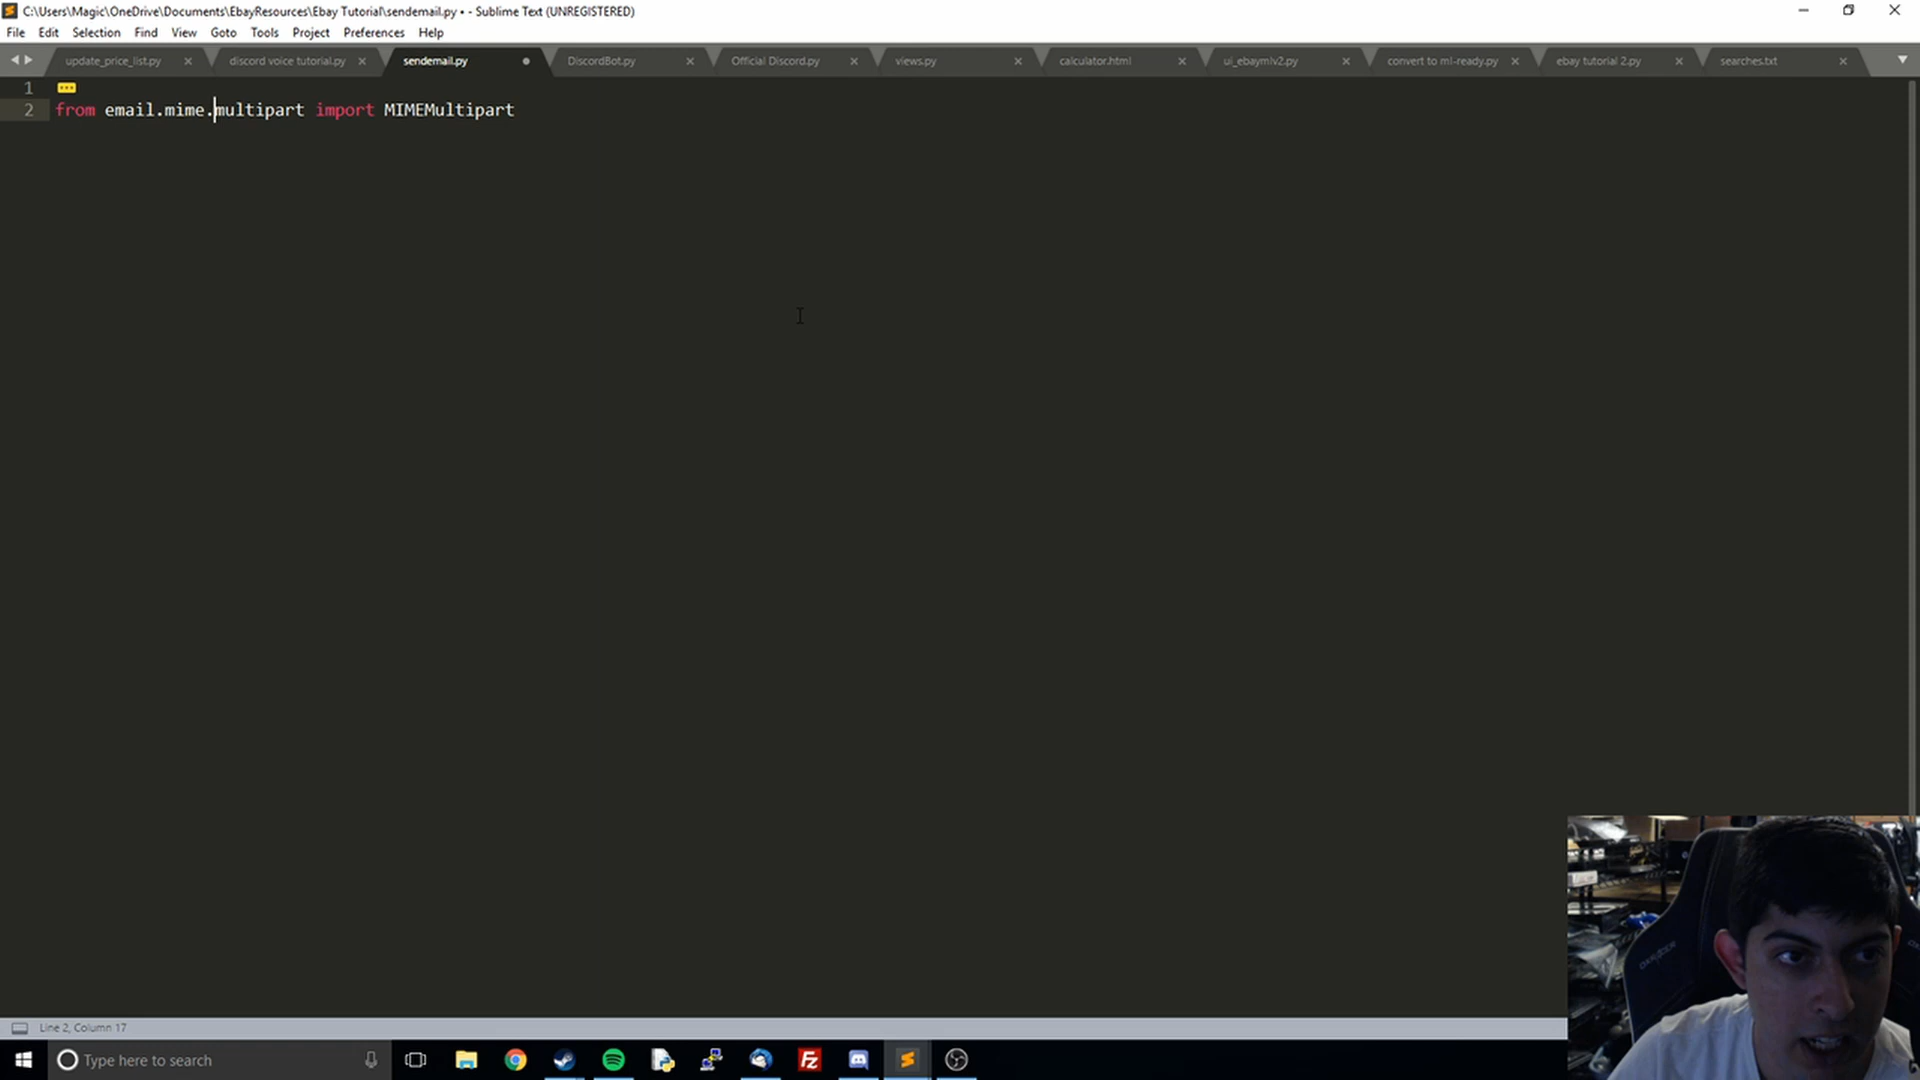 C:\Users\Magic\OneDrive\Documents\EbayResources\Ebay Tutorial\sendemail.py • - Sublime Text (UNREGISTERED)
File Edit Selection Find View Goto Tools Project Preferences Help
update_price_list.py discord voice tutorial.py sendemail.py DiscordBot.py Official Discord.py views.py calculator.html ui_ebaymlv2.py convert to ml-ready.py ebay tutorial 2.py searches.txt
1
2 from email.mime.multipart import MIMEMultipart
Line 2, Column 17
Type here to search